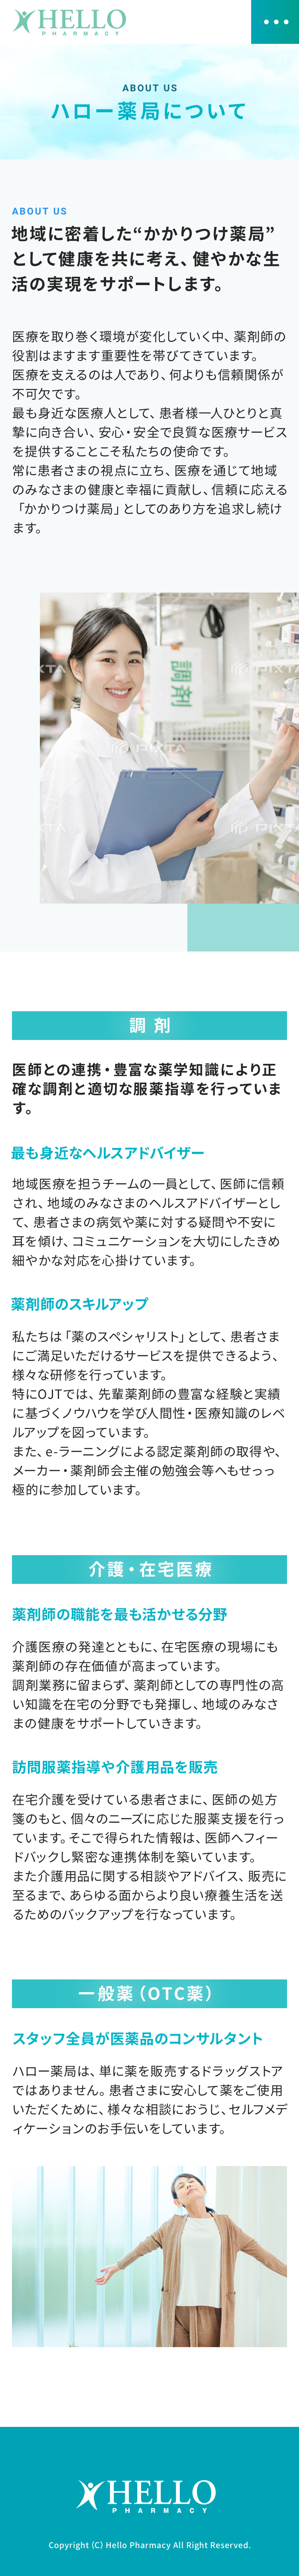 HELLO
PHARMACY
ABOUT US
ハロー薬局について
ABOUT US
地域に密着した“かかりつけ薬局”
として健康を共に考え、健やかな生
活の実現をサポートします。
医療を取り巻く環境が変化していく中、薬剤師の
役割はますます重要性を帯びてきています。
医療を支えるのは人であり、何よりも信頼関係が
不可欠です。
最も身近な医療人として、患者様一人ひとりと真
摯に向き合い、安心・安全で良質な医療サービス
を提供することこそ私たちの使命です。
常に患者さまの視点に立ち、医療を通じて地域
のみなさまの健康と幸福に貢献し、信頼に応える
「かかりつけ薬局」としてのあり方を追求し続け
ます。
調剤
PIXTA
調 剤
医師との連携・豊富な薬学知識により正
確な調剤と適切な服薬指導を行っていま
す。
最も身近なヘルスアドバイザー
地域医療を担うチームの一員として、医師に信頼
され、地域のみなさまのヘルスアドバイザーとし
て、患者さまの病気や薬に対する疑問や不安に
耳を傾け、コミュニケーションを大切にしたきめ
細やかな対応を心掛けています。
薬剤師のスキルアップ
私たちは「薬のスペシャリスト」として、患者さま
にご満足いただけるサービスを提供できるよう、
様々な研修を行っています。
特にOJTでは、先輩薬剤師の豊富な経験と実績
に基づくノウハウを学び人間性・医療知識のレベ
ルアップを図っています。
また、e-ラーニングによる認定薬剤師の取得や、
メーカー・薬剤師会主催の勉強会等へもせっっ
極的に参加しています。
介護・在宅医療
薬剤師の職能を最も活かせる分野
介護医療の発達とともに、在宅医療の現場にも
薬剤師の存在価値が高まっています。
調剤業務に留まらず、薬剤師としての専門性の高
い知識を在宅の分野でも発揮し、地域のみなさ
まの健康をサポートしていきます。
訪問服薬指導や介護用品を販売
在宅介護を受けている患者さまに、医師の処方
箋のもと、個々のニーズに応じた服薬支援を行っ
ています。そこで得られた情報は、医師へフィー
ドバックし緊密な連携体制を築いています。
また介護用品に関する相談やアドバイス、販売に
至るまで、あらゆる面からより良い療養生活を送
るためのバックアップを行なっています。
一般薬（OTC薬）
スタッフ全員が医薬品のコンサルタント
ハロー薬局は、単に薬を販売するドラッグストア
ではありません。患者さまに安心して薬をご使用
いただくために、様々な相談におうじ、セルフメデ
ィケーションのお手伝いをしています。
HELLO
PHARMACY
Copyright（C）Hello Pharmacy All Right Reserved.